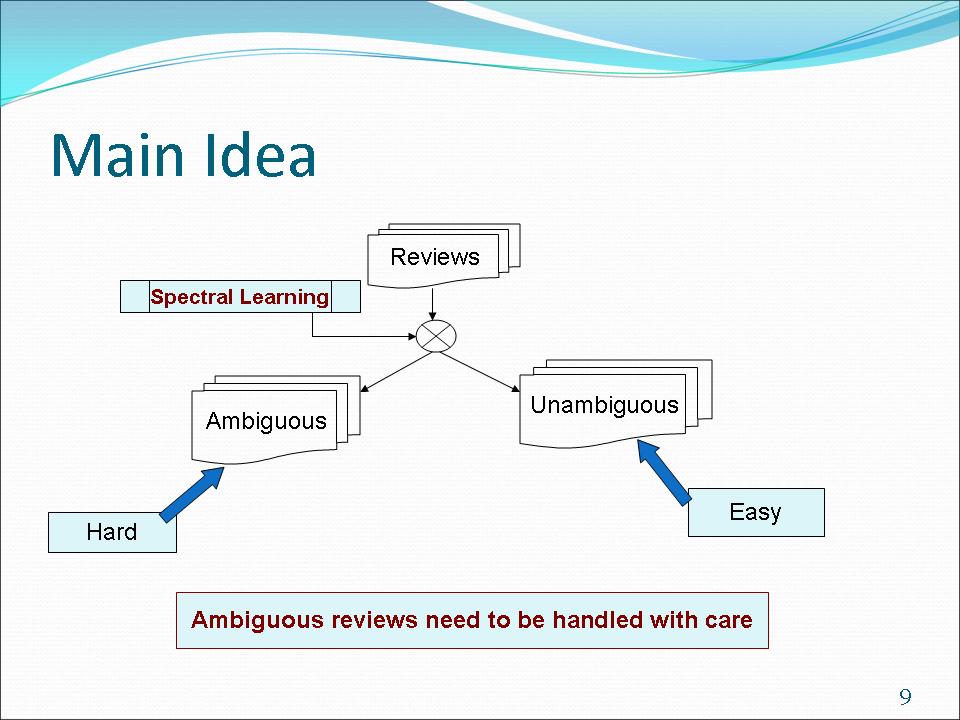 Main Idea
Reviews
Spectral Learning
Ambiguous
Unambiguous
Hard
Easy
Ambiguous reviews need to be handled with care
9